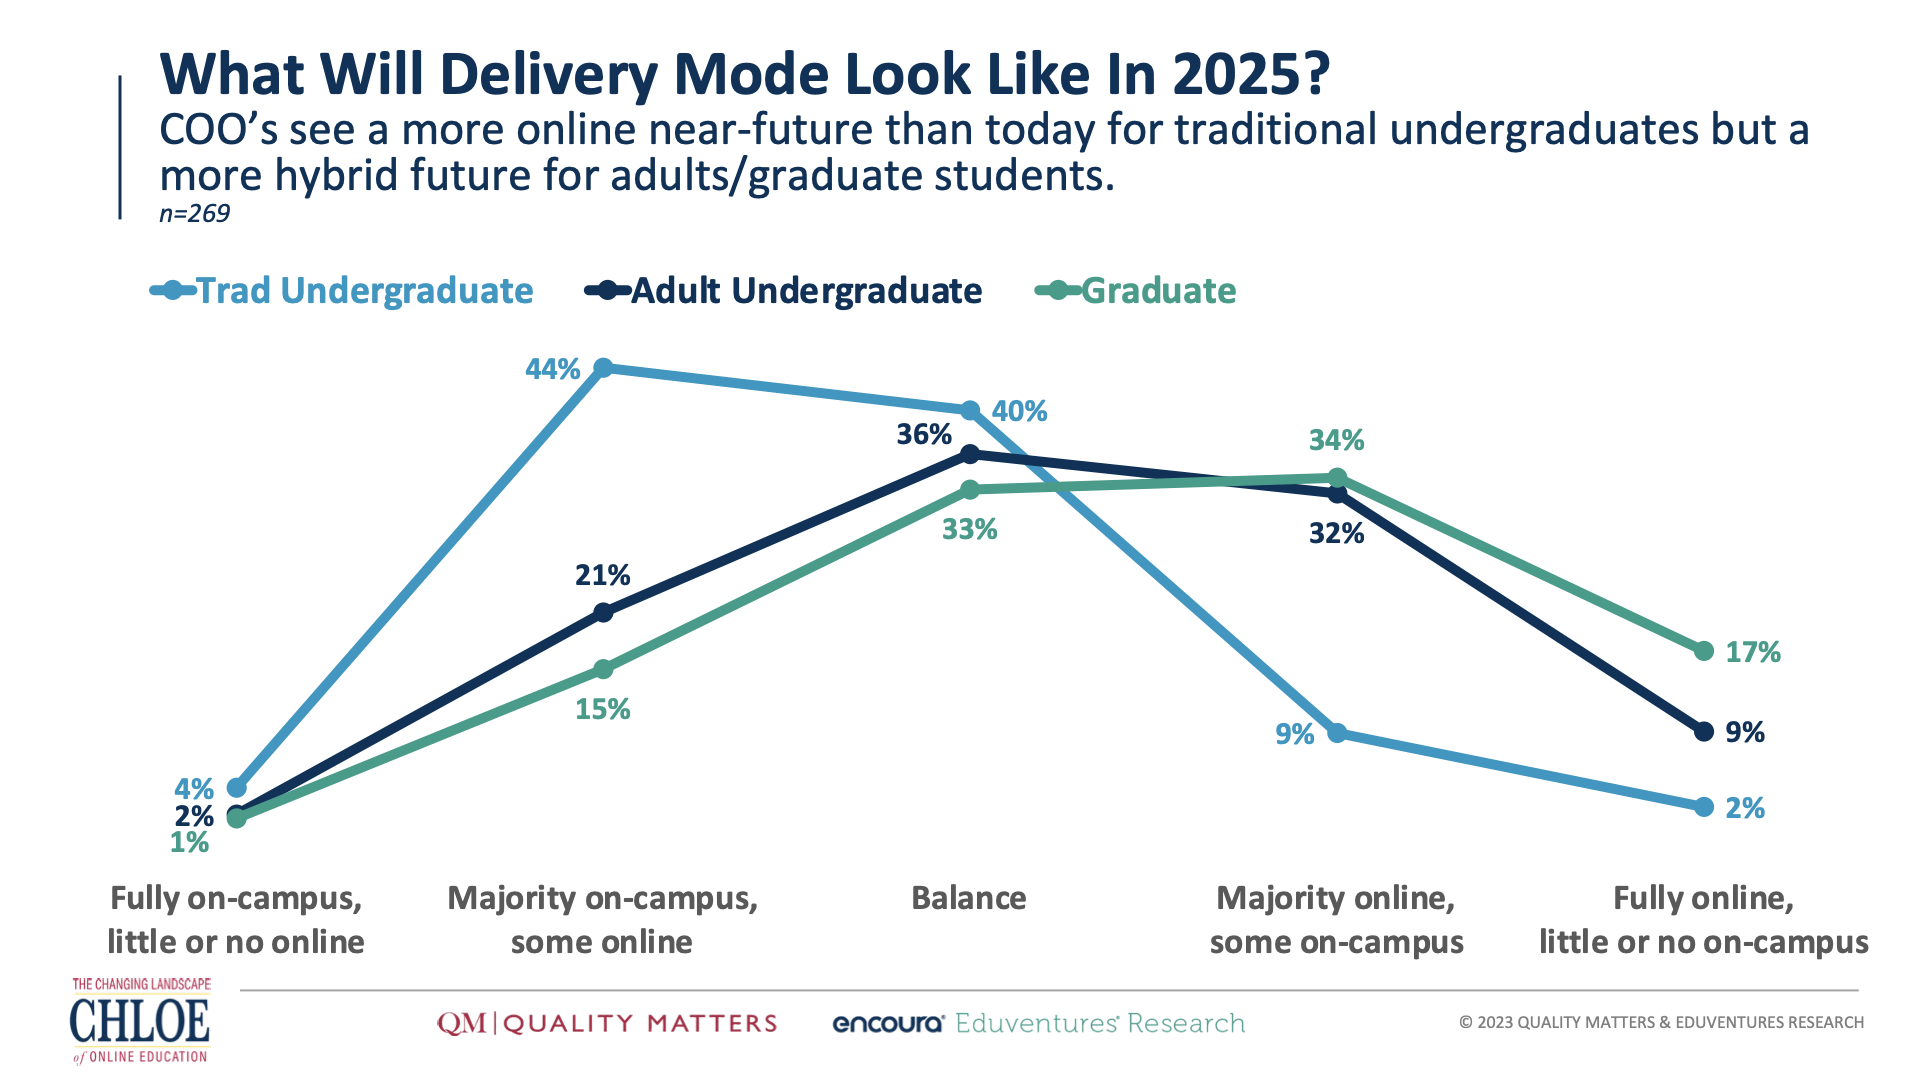 What Will Delivery Mode Look Like In 2025?
COO’s see a more online near-future than today for traditional undergraduates but a
more hybrid future for adults/graduate students.
n=269
Trad Undergraduate
Adult Undergraduate
Graduate
44%
40%
36%
34%
33%
32%
21%
15%
17%
9%
9%
4%
2%
1%
2%
Fully on-campus,
little or no online
Majority on-campus,
some online
Balance
Majority online,
some on-campus
Fully online,
little or no on-campus
THE CHANGING LANDSCAPE
CHLOE
of ONLINE EDUCATION
QM|QUALITY MATTERS
encoura® Eduventures® Research
© 2023 QUALITY MATTERS & EDUVENTURES RESEARCH